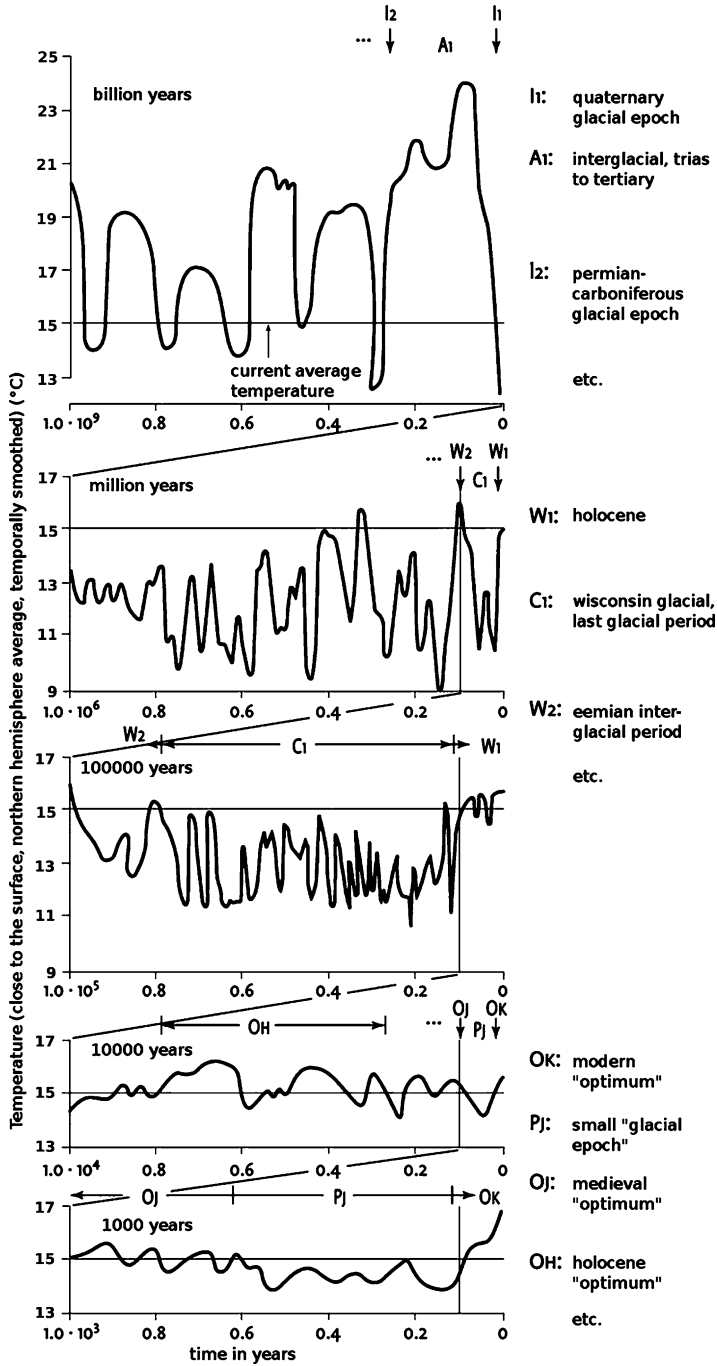 I2 I1
... A1
25
billion years
23
21
19
17
15
current average
temperature
13
1.0 · 10⁹ 0.8 0.6 0.4 0.2 0
I1: quaternary
glacial epoch
A1: interglacial, trias
to tertiary
I2: permian-
carboniferous
glacial epoch
etc.
Temperature (close to the surface, northern hemisphere average, temporally smoothed) (°C)
... W2 W1
C1
17
million years
15
13
11
9
1.0 · 10⁶ 0.8 0.6 0.4 0.2 0
W1: holocene
C1: wisconsin glacial,
last glacial period
W2: eemian inter-
glacial period
etc.
W2 C1 W1
17
100000 years
15
13
11
9
1.0 · 10⁵ 0.8 0.6 0.4 0.2 0
OJ OK
OH ... PJ
17
10000 years
15
13
1.0 · 10⁴ 0.8 0.6 0.4 0.2 0
OK: modern
"optimum"
PJ: small "glacial
epoch"
OJ: medieval
"optimum"
OH: holocene
"optimum"
etc.
OJ PJ OK
17
1000 years
15
13
1.0 · 10³ 0.8 0.6 0.4 0.2 0
time in years